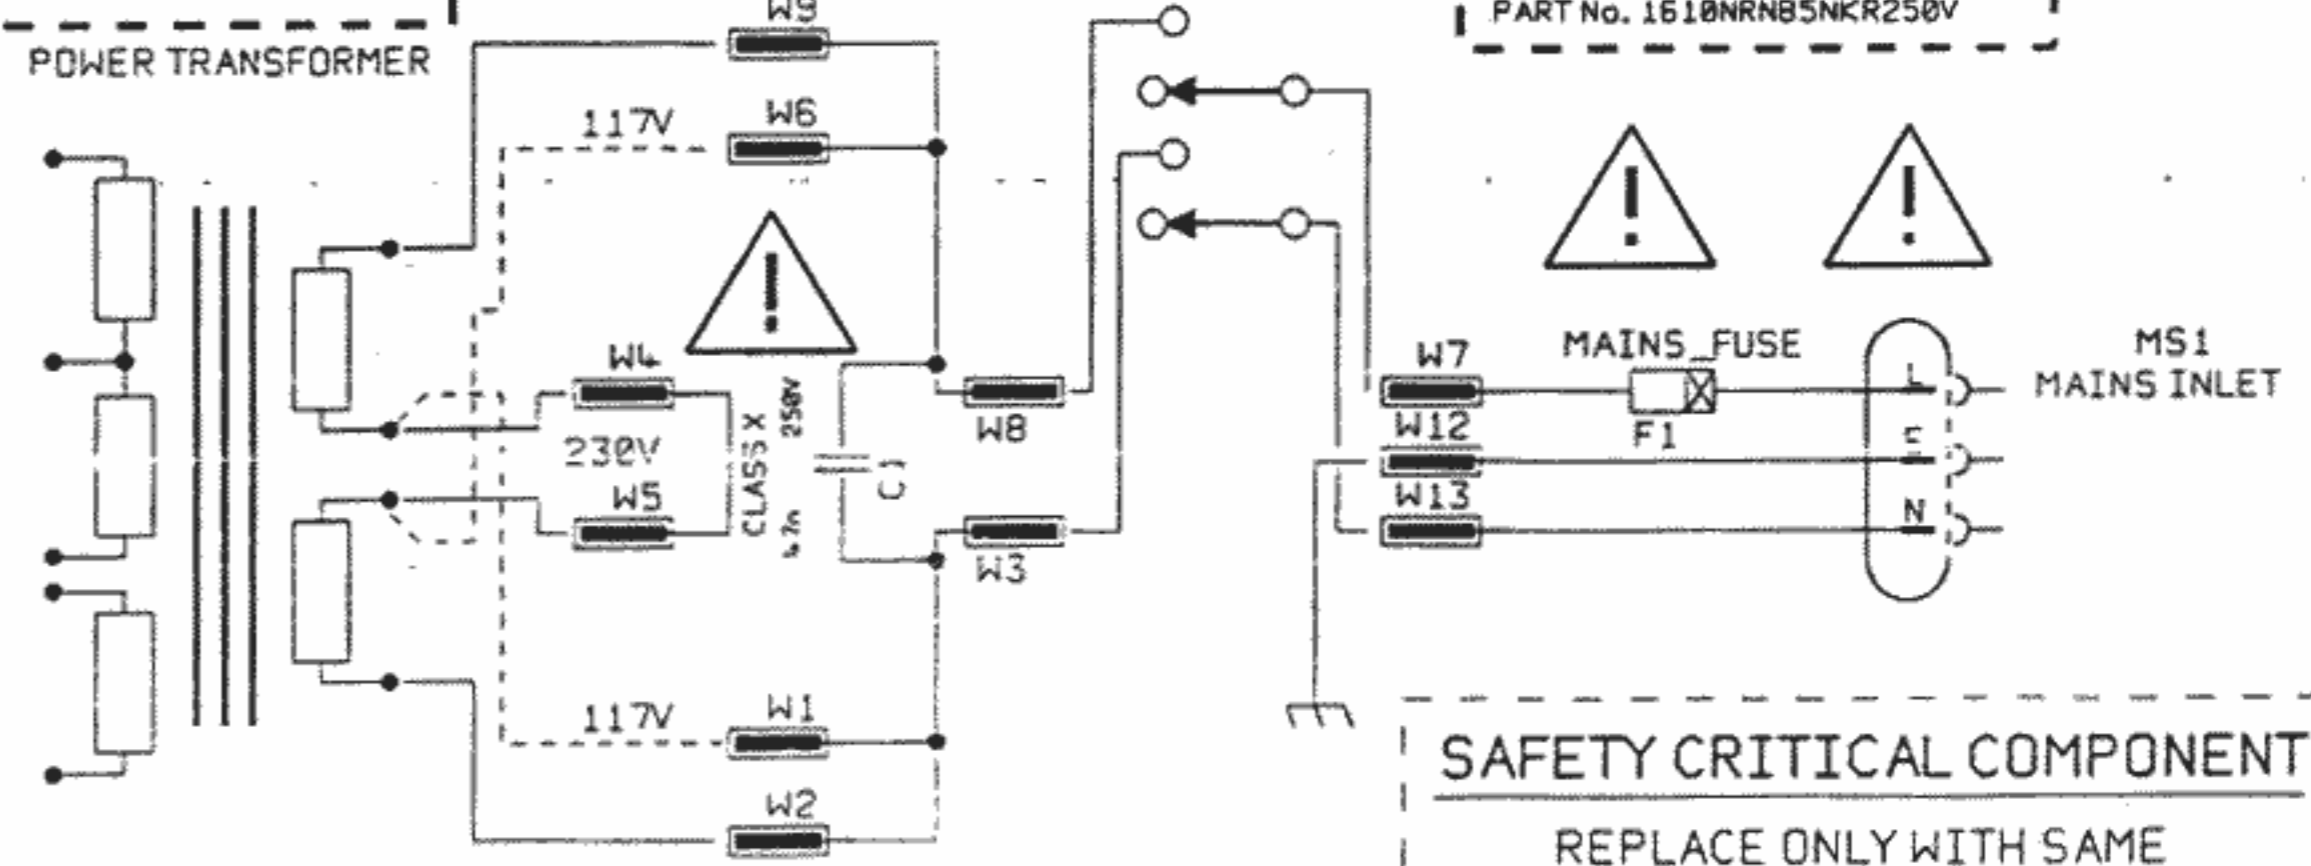 W9
PART No. 1610NRNB5NKR250V
POWER TRANSFORMER
117V
W6
W4
230V
W5
CLASS X
250V
47n
C1
W8
W3
W7
MAINS_FUSE
F1
W12
W13
L
E
N
MS1
MAINS INLET
117V
W1
W2
SAFETY CRITICAL COMPONENT
REPLACE ONLY WITH SAME